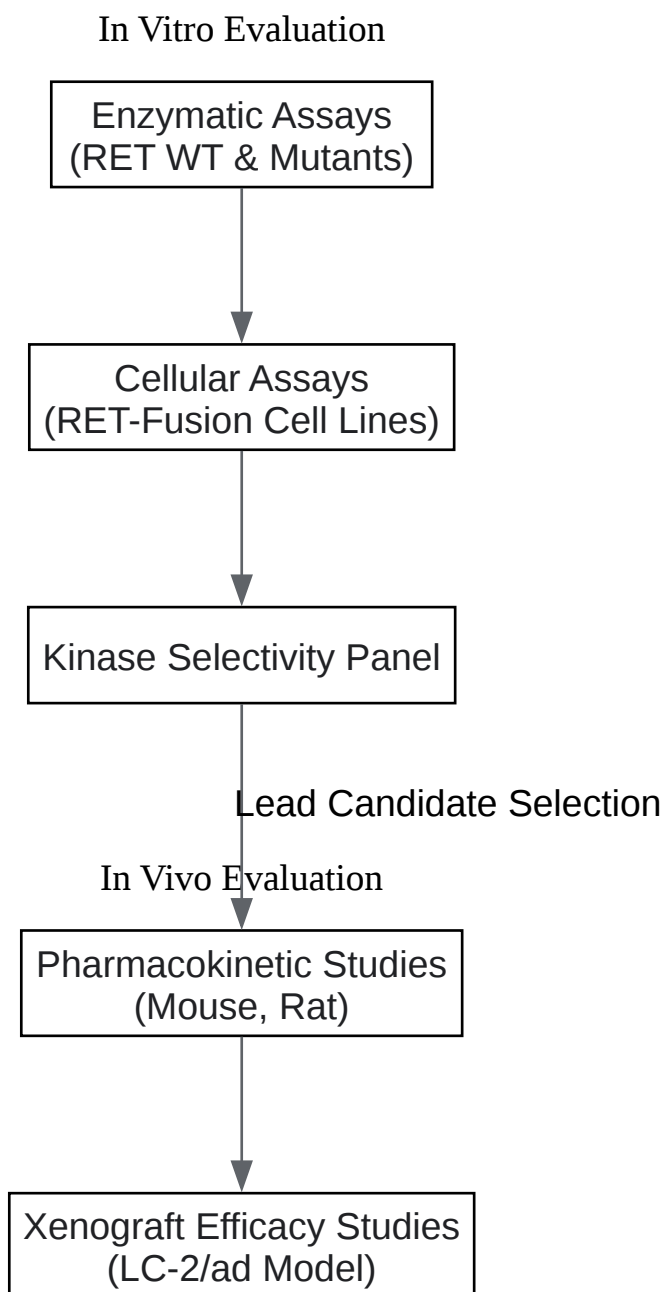 In Vitro Evaluation
Enzymatic Assays
(RET WT & Mutants)
Cellular Assays
(RET-Fusion Cell Lines)
Kinase Selectivity Panel
Lead Candidate Selection
In Vivo Evaluation
Pharmacokinetic Studies
(Mouse, Rat)
Xenograft Efficacy Studies
(LC-2/ad Model)